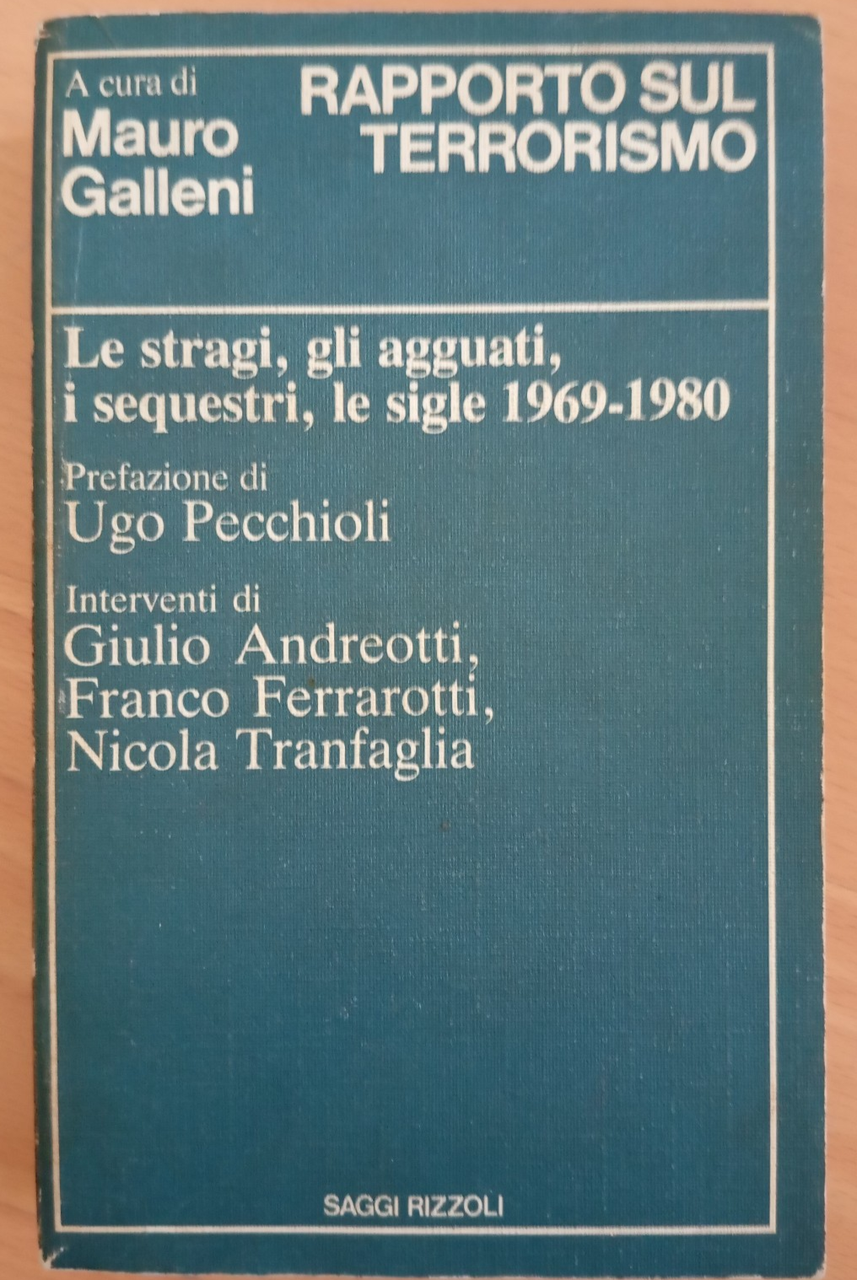 A cura di
Mauro
Galleni
RAPPORTO SUL
TERRORISMO
Le stragi, gli agguati,
i sequestri, le sigle 1969-1980
Prefazione di
Ugo Pecchioli
Interventi di
Giulio Andreotti,
Franco Ferrarotti,
Nicola Tranfaglia
SAGGI RIZZOLI